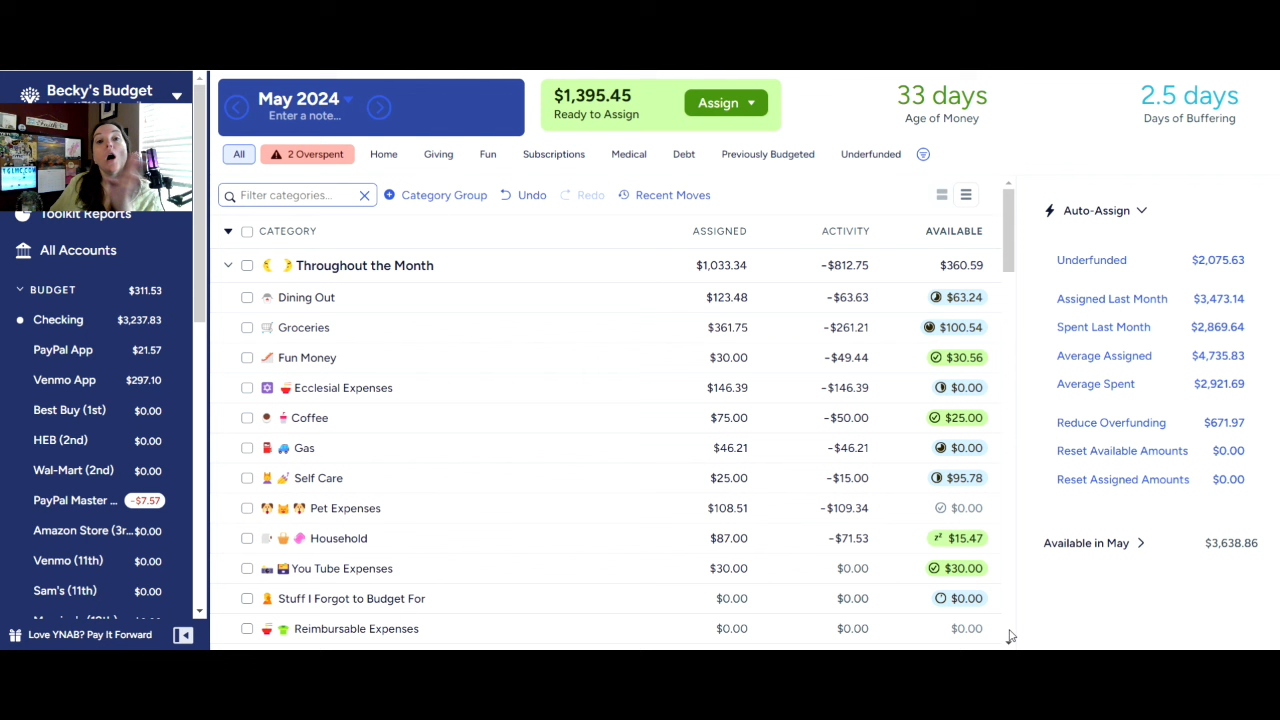 Becky's Budget
May 2024
Enter a note...
$1,395.45
Ready to Assign
Assign
33 days
Age of Money
2.5 days
Days of Buffering
All
2 Overspent
Home
Giving
Fun
Subscriptions
Medical
Debt
Previously Budgeted
Underfunded
Filter categories...
Category Group
Undo
Redo
Recent Moves
Toolkit Reports
All Accounts
BUDGET $311.53
Checking $3,237.83
PayPal App $21.57
Venmo App $297.10
Best Buy (1st) $0.00
HEB (2nd) $0.00
Wal-Mart (2nd) $0.00
PayPal Master ... -$7.57
Amazon Store (3r... $0.00
Venmo (11th) $0.00
Sam's (11th) $0.00
Love YNAB? Pay It Forward
CATEGORY ASSIGNED ACTIVITY AVAILABLE
Throughout the Month $1,033.34 -$812.75 $360.59
Dining Out $123.48 -$63.63 $63.24
Groceries $361.75 -$261.21 $100.54
Fun Money $30.00 -$49.44 $30.56
Ecclesial Expenses $146.39 -$146.39 $0.00
Coffee $75.00 -$50.00 $25.00
Gas $46.21 -$46.21 $0.00
Self Care $25.00 -$15.00 $95.78
Pet Expenses $108.51 -$109.34 $0.00
Household $87.00 -$71.53 $15.47
You Tube Expenses $30.00 $0.00 $30.00
Stuff I Forgot to Budget For $0.00 $0.00 $0.00
Reimbursable Expenses $0.00 $0.00 $0.00
Auto-Assign
Underfunded $2,075.63
Assigned Last Month $3,473.14
Spent Last Month $2,869.64
Average Assigned $4,735.83
Average Spent $2,921.69
Reduce Overfunding $671.97
Reset Available Amounts $0.00
Reset Assigned Amounts $0.00
Available in May $3,638.86